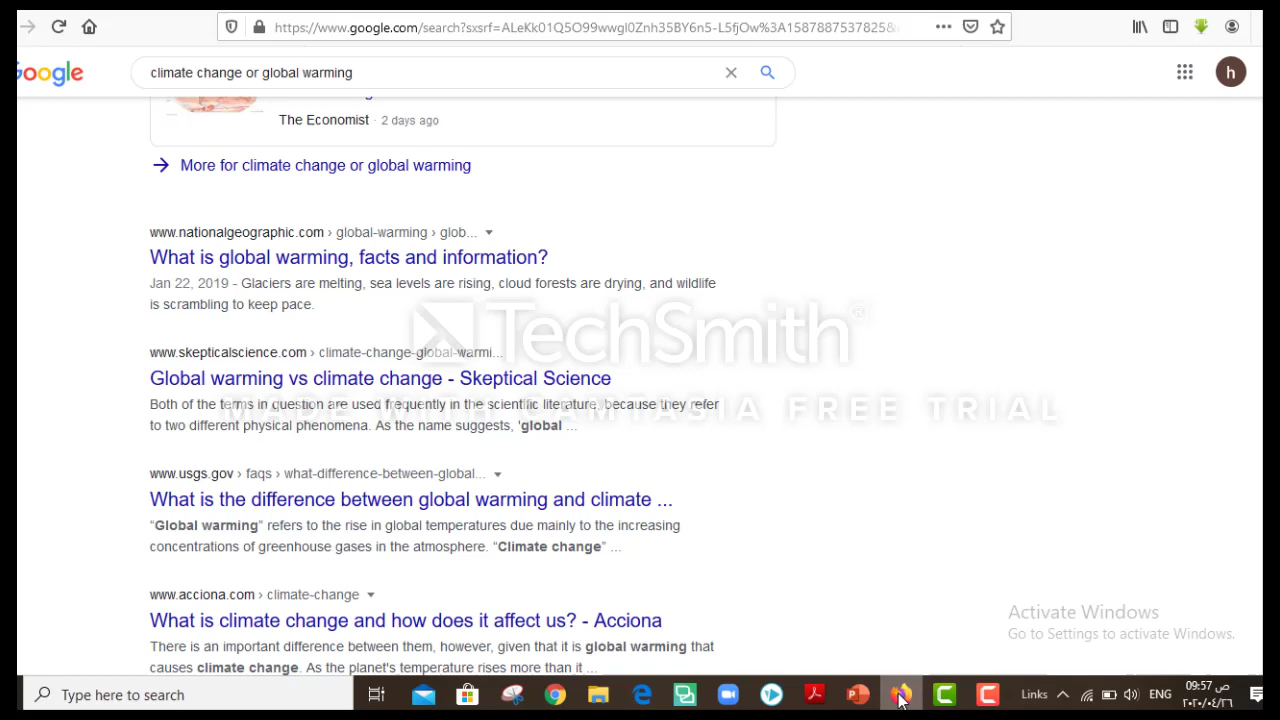 https://www.google.com/search?sxsrf=ALeKk01Q5O99wwgl0Znh35BY6n5-L5fjOw%3A1587887537825&
Google
climate change or global warming
h
The Economist · 2 days ago
More for climate change or global warming
www.nationalgeographic.com › global-warming › glob...
What is global warming, facts and information?
Jan 22, 2019 - Glaciers are melting, sea levels are rising, cloud forests are drying, and wildlife
is scrambling to keep pace.
TechSmith®
www.skepticalscience.com › climate-change-global-warmi...
Global warming vs climate change - Skeptical Science
Both of the terms in question are used frequently in the scientific literature, because they refer
to two different physical phenomena. As the name suggests, 'global ...
MADE WITH CAMTASIA FREE TRIAL
www.usgs.gov › faqs › what-difference-between-global...
What is the difference between global warming and climate ...
“Global warming” refers to the rise in global temperatures due mainly to the increasing
concentrations of greenhouse gases in the atmosphere. “Climate change” ...
www.acciona.com › climate-change
What is climate change and how does it affect us? - Acciona
There is an important difference between them, however, given that it is global warming that
causes climate change. As the planet's temperature rises more than it ...
Activate Windows
Go to Settings to activate Windows.
Type here to search
Links
ENG
09:57 ص
٢٠٢٠/٠٤/٢٦